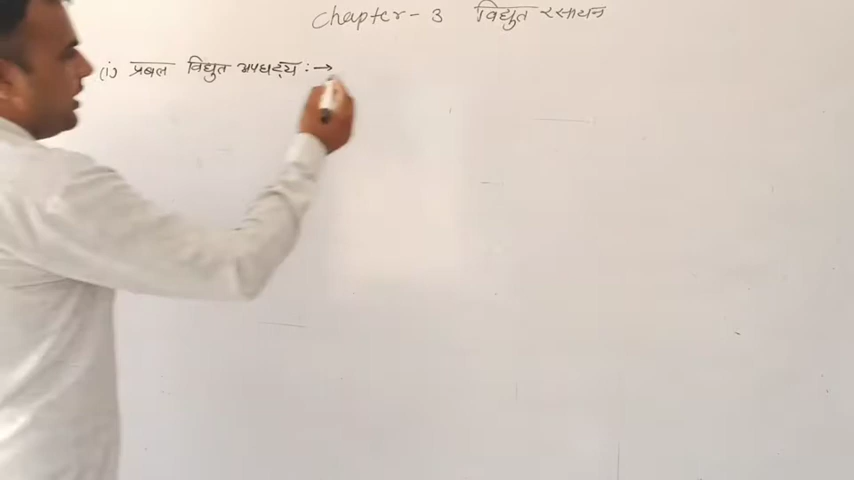 Chapter - 3 विद्युत रसायन
(i) प्रबल विद्युत अपघट्य :→